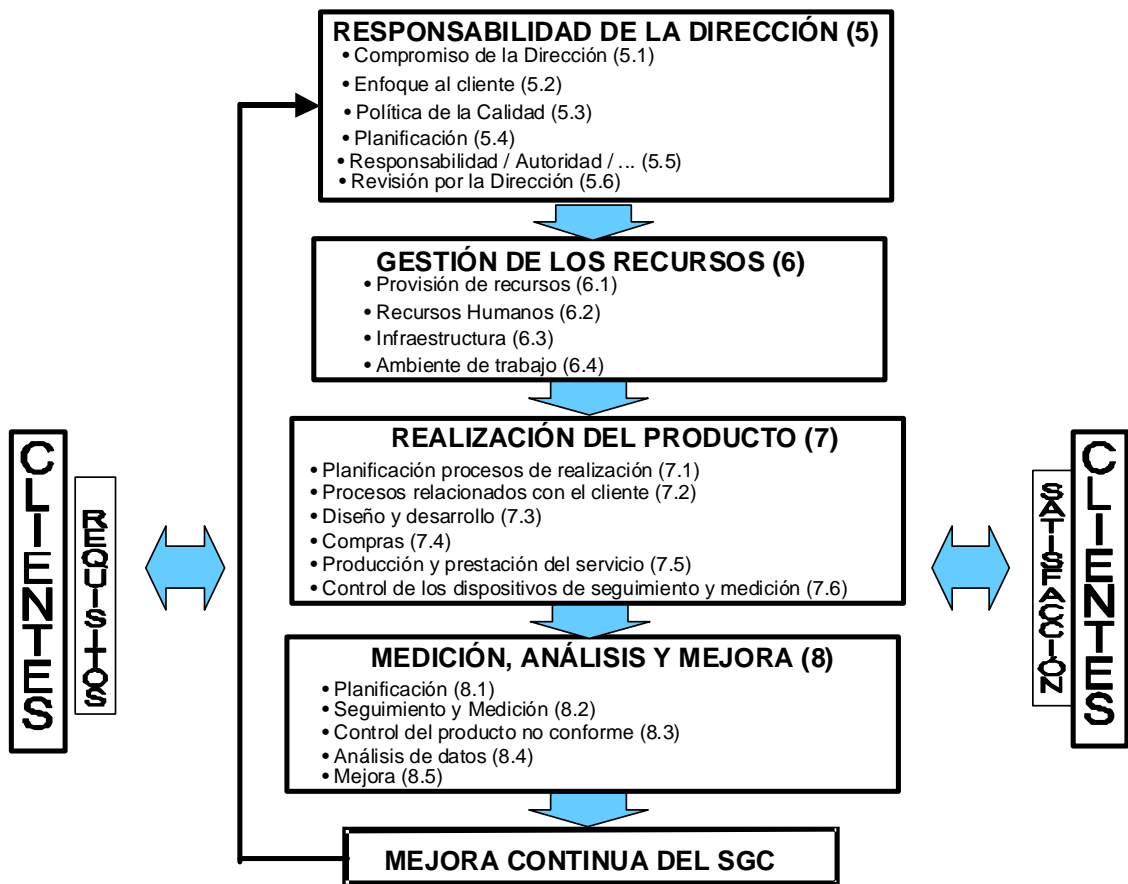 RESPONSABILIDAD DE LA DIRECCIÓN (5)
• Compromiso de la Dirección (5.1)
• Enfoque al cliente (5.2)
• Política de la Calidad (5.3)
• Planificación (5.4)
• Responsabilidad / Autoridad / ... (5.5)
• Revisión por la Dirección (5.6)
GESTIÓN DE LOS RECURSOS (6)
• Provisión de recursos (6.1)
• Recursos Humanos (6.2)
• Infraestructura (6.3)
• Ambiente de trabajo (6.4)
CLIENTES
REQUISITOS
REALIZACIÓN DEL PRODUCTO (7)
• Planificación procesos de realización (7.1)
• Procesos relacionados con el cliente (7.2)
• Diseño y desarrollo (7.3)
• Compras (7.4)
• Producción y prestación del servicio (7.5)
• Control de los dispositivos de seguimiento y medición (7.6)
SATISFACCIÓN
CLIENTES
MEDICIÓN, ANÁLISIS Y MEJORA (8)
• Planificación (8.1)
• Seguimiento y Medición (8.2)
• Control del producto no conforme (8.3)
• Análisis de datos (8.4)
• Mejora (8.5)
MEJORA CONTINUA DEL SGC